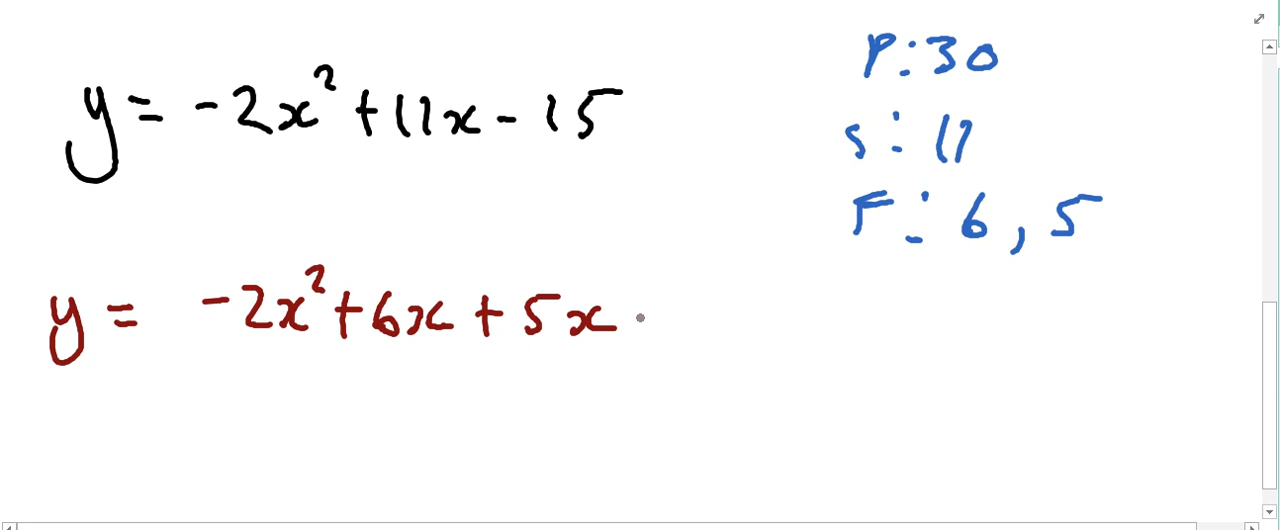 y = -2x² + 11x - 15
P: 30
S: 11
F: 6, 5
y = -2x² + 6x + 5x